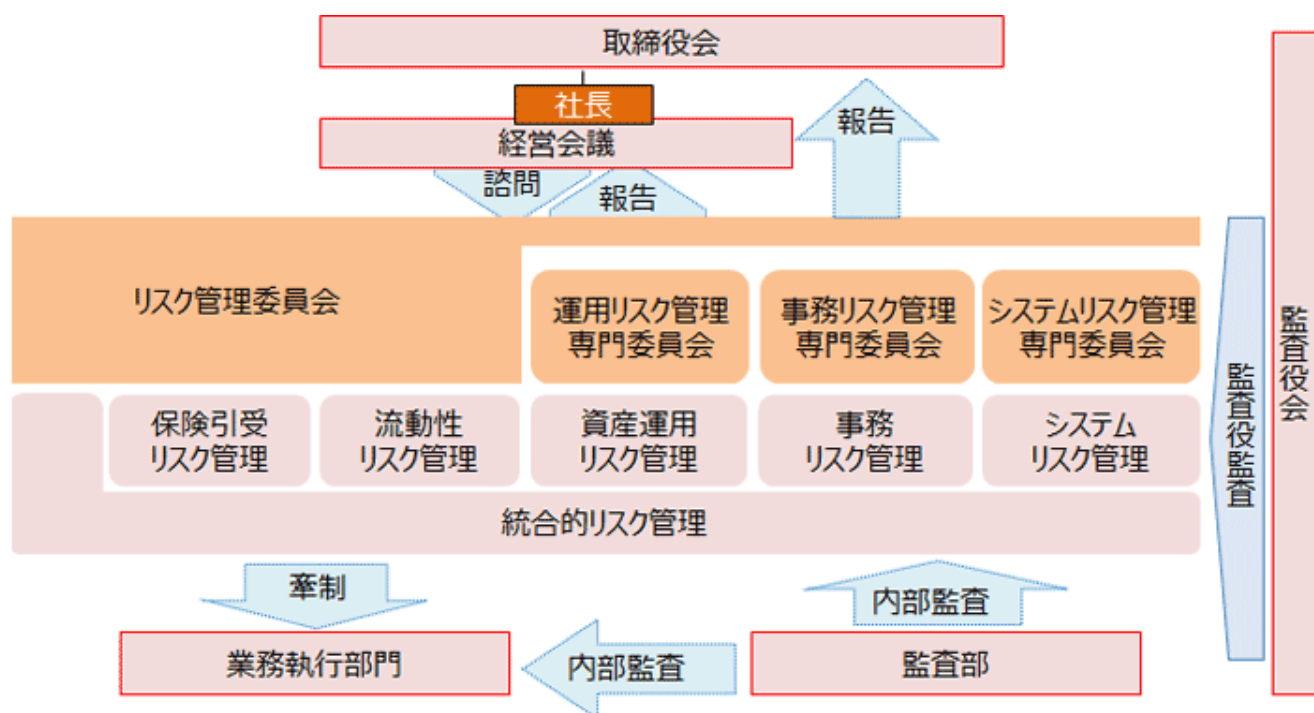 取締役会
社長
経営会議
諮問
報告
報告
リスク管理委員会
運用リスク管理
専門委員会
事務リスク管理
専門委員会
システムリスク管理
専門委員会
保険引受
リスク管理
流動性
リスク管理
資産運用
リスク管理
事務
リスク管理
システム
リスク管理
統合的リスク管理
牽制
内部監査
業務執行部門
内部監査
監査部
監査役監査
監査役会